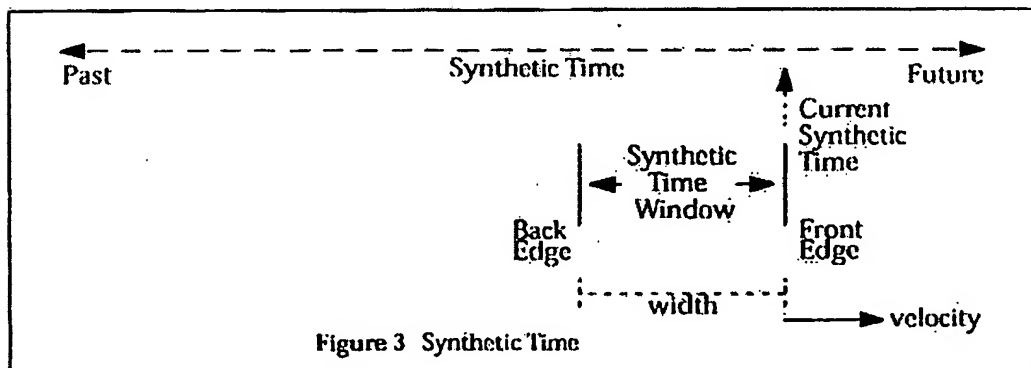 Past
Synthetic Time
Future
Current
Synthetic
Time
Synthetic
Time
Window
Back
Edge
Front
Edge
width
velocity
Figure 3 Synthetic Time